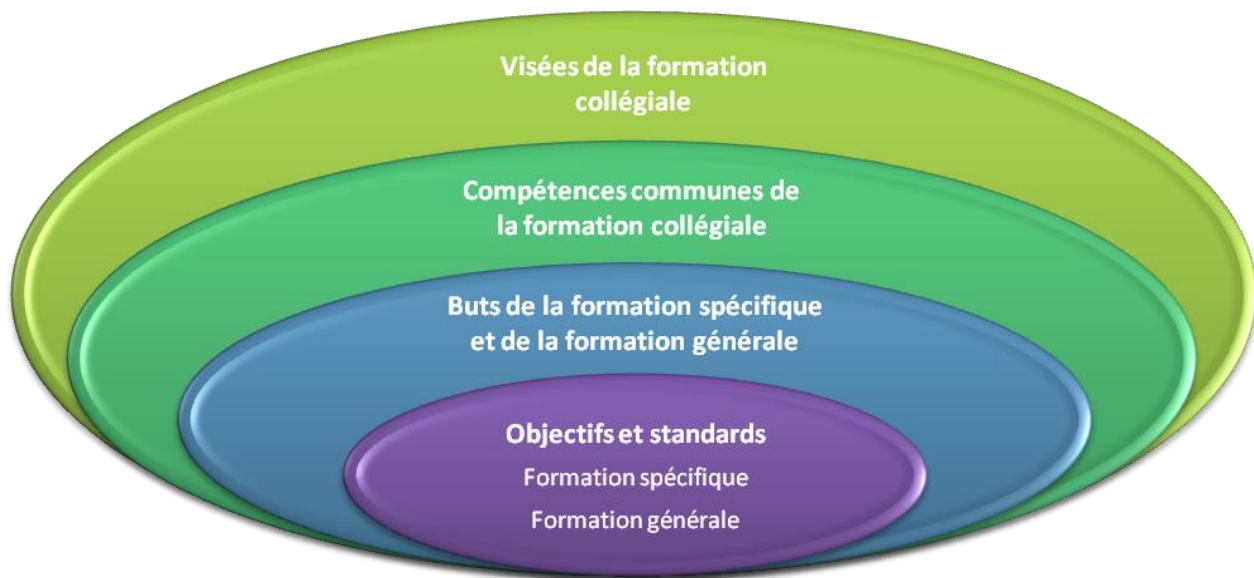 Visées de la formation
collégiale
Compétences communes de
la formation collégiale
Buts de la formation spécifique
et de la formation générale
Objectifs et standards
Formation spécifique
Formation générale